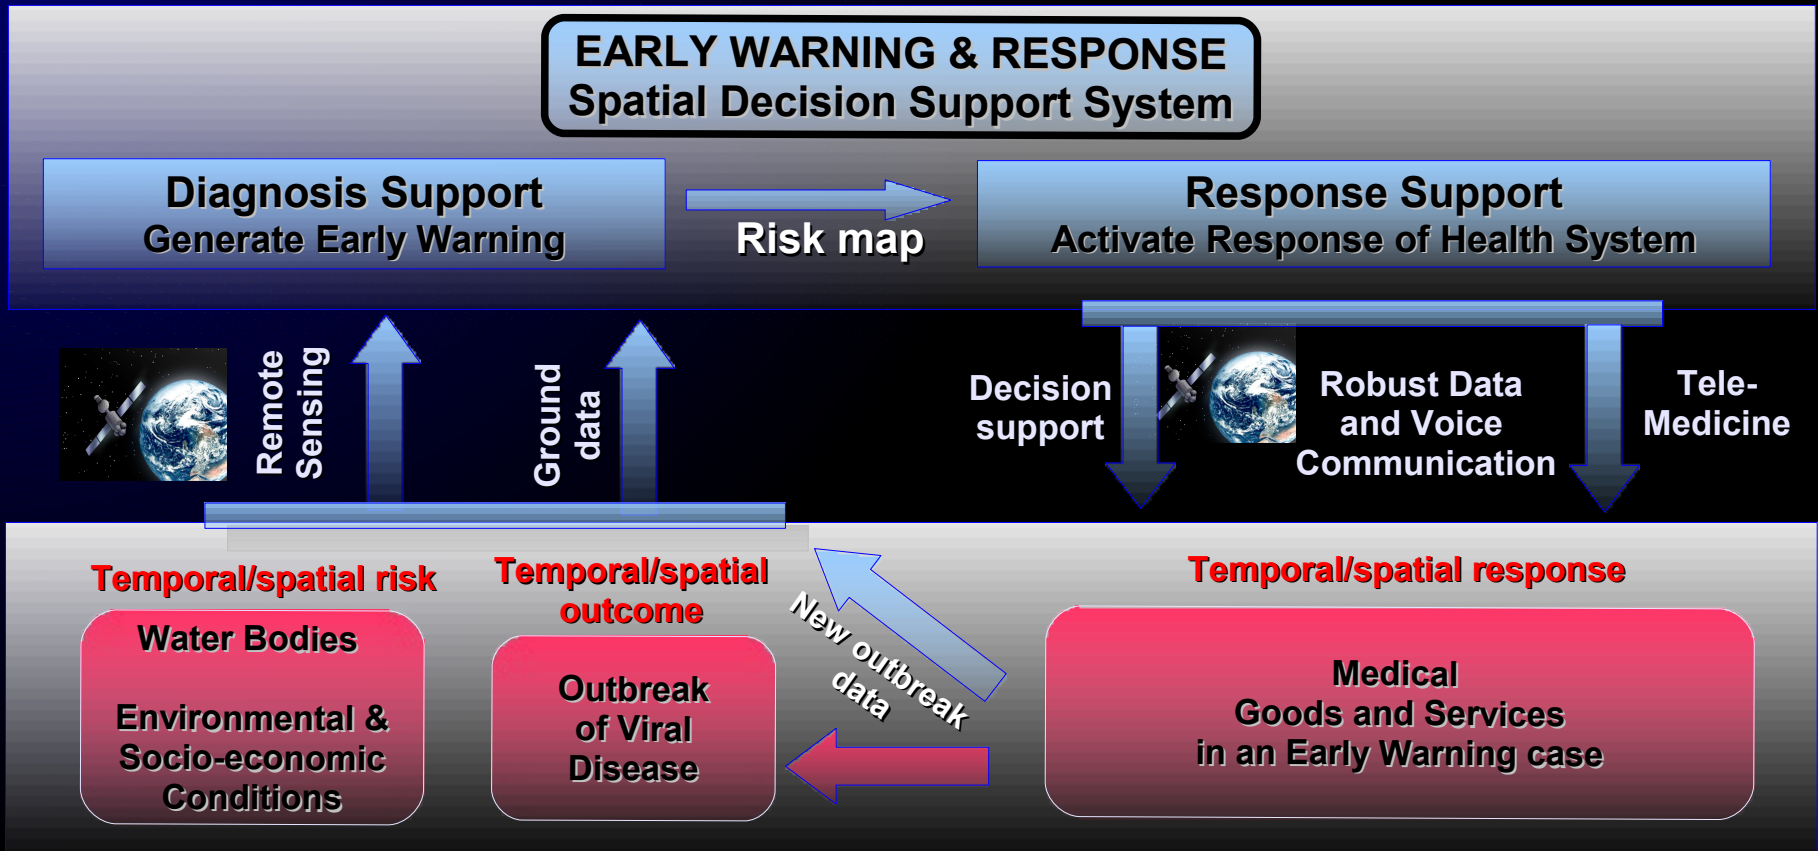 EARLY WARNING & RESPONSE
Spatial Decision Support System
Diagnosis Support
Generate Early Warning
Risk map
Response Support
Activate Response of Health System
Remote
Sensing
Ground
data
Decision
support
Robust Data
and Voice
Communication
Tele-
Medicine
Temporal/spatial risk
Water Bodies
Environmental &
Socio-economic
Conditions
Temporal/spatial
outcome
Outbreak
of Viral
Disease
New outbreak
data
Temporal/spatial response
Medical
Goods and Services
in an Early Warning case